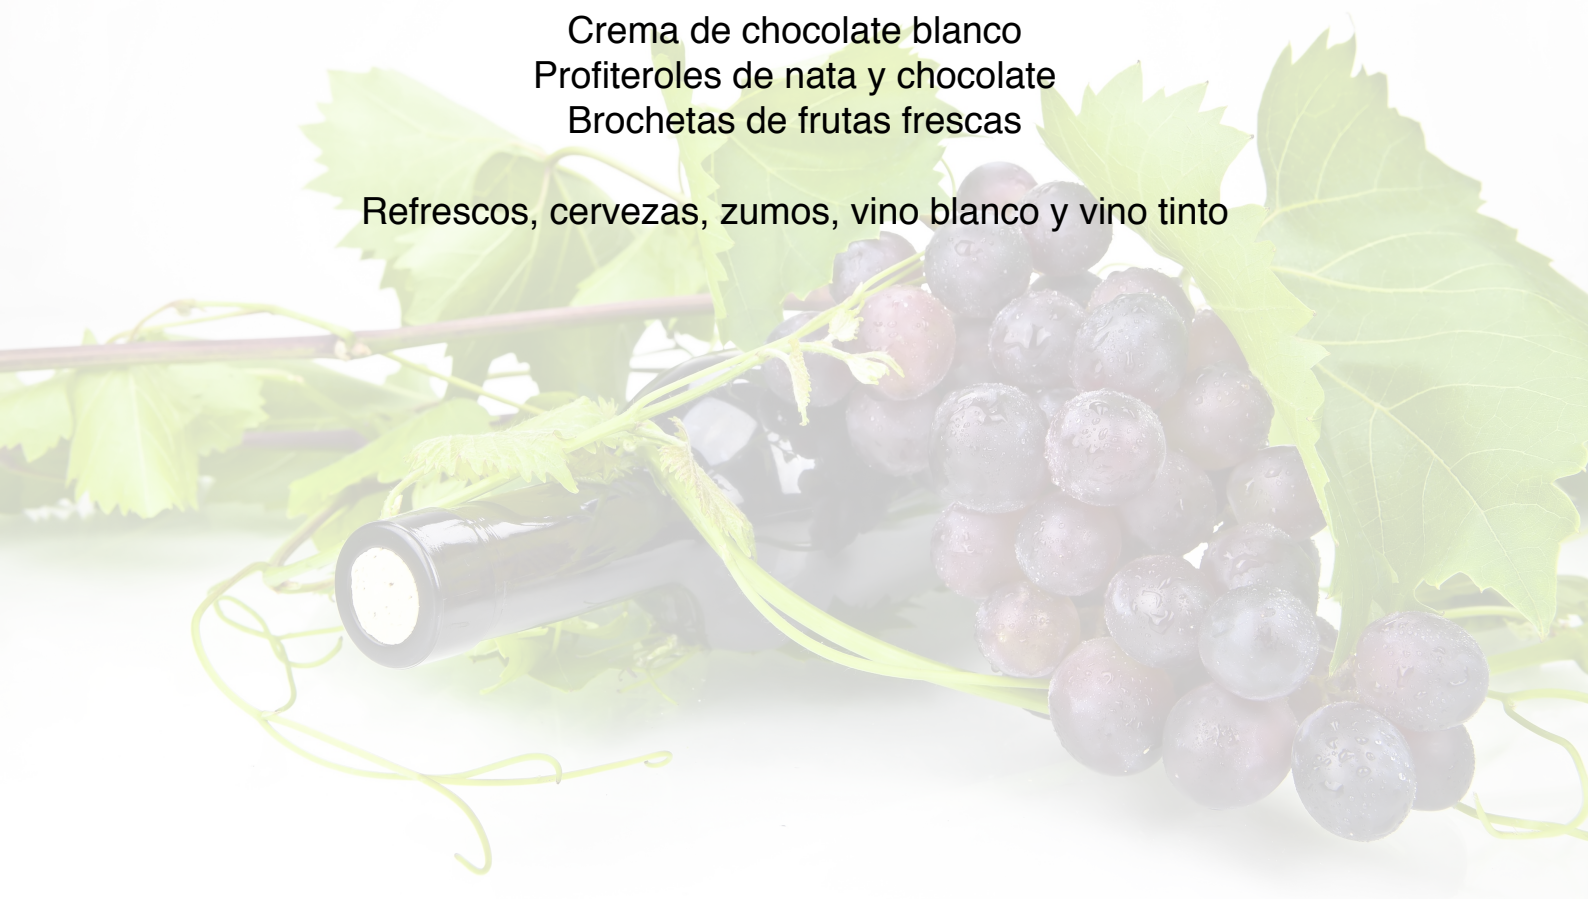 Crema de chocolate blanco
Profiteroles de nata y chocolate
Brochetas de frutas frescas
Refrescos, cervezas, zumos, vino blanco y vino tinto